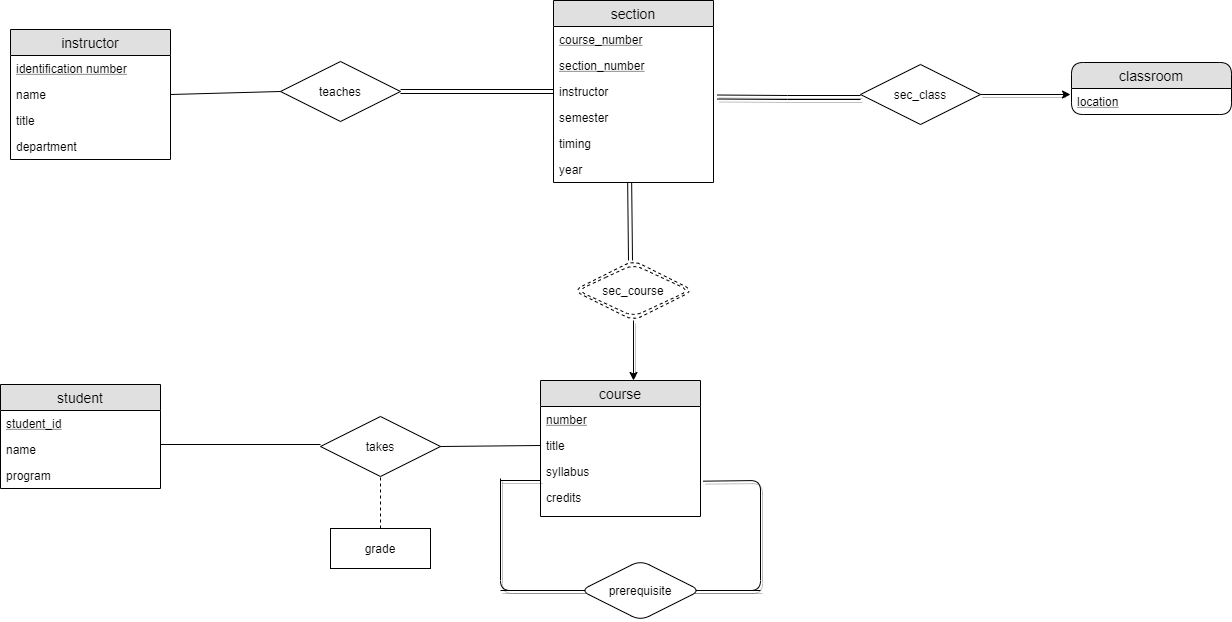 instructor
identification number
name
title
department
teaches
section
course_number
section_number
instructor
semester
timing
year
sec_class
classroom
location
sec_course
student
student_id
name
program
takes
grade
course
number
title
syllabus
credits
prerequisite